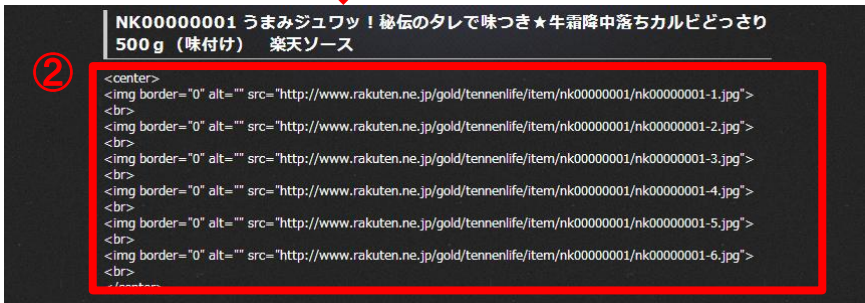 NK00000001 うまみジュワッ！秘伝のタレで味つき★牛霜降中落ちカルビどっさり
500ｇ（味付け）　楽天ソース
②
<center>
<img border="0" alt="" src="http://www.rakuten.ne.jp/gold/tennenlife/item/nk00000001/nk00000001-1.jpg">
<br>
<img border="0" alt="" src="http://www.rakuten.ne.jp/gold/tennenlife/item/nk00000001/nk00000001-2.jpg">
<br>
<img border="0" alt="" src="http://www.rakuten.ne.jp/gold/tennenlife/item/nk00000001/nk00000001-3.jpg">
<br>
<img border="0" alt="" src="http://www.rakuten.ne.jp/gold/tennenlife/item/nk00000001/nk00000001-4.jpg">
<br>
<img border="0" alt="" src="http://www.rakuten.ne.jp/gold/tennenlife/item/nk00000001/nk00000001-5.jpg">
<br>
<img border="0" alt="" src="http://www.rakuten.ne.jp/gold/tennenlife/item/nk00000001/nk00000001-6.jpg">
<br>
</center>